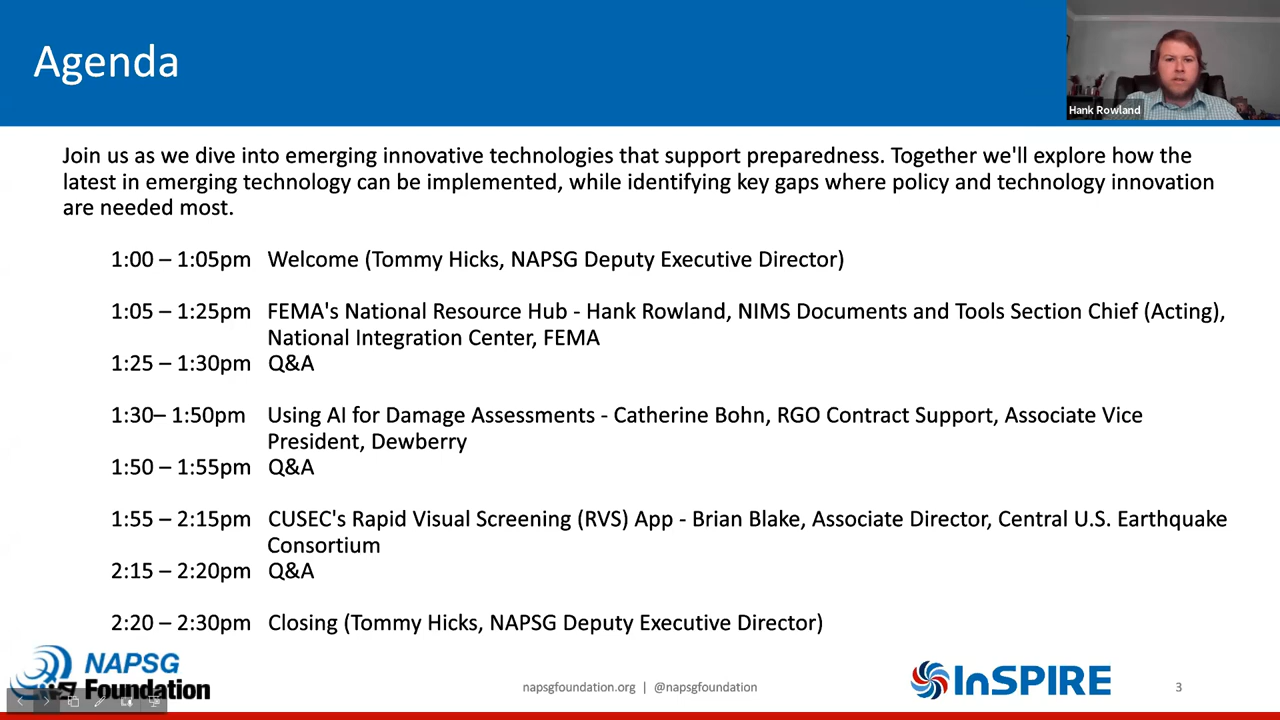 Agenda
Hank Rowland
Join us as we dive into emerging innovative technologies that support preparedness. Together we'll explore how the
latest in emerging technology can be implemented, while identifying key gaps where policy and technology innovation
are needed most.
1:00 – 1:05pm Welcome (Tommy Hicks, NAPSG Deputy Executive Director)
1:05 – 1:25pm FEMA's National Resource Hub - Hank Rowland, NIMS Documents and Tools Section Chief (Acting),
National Integration Center, FEMA
1:25 – 1:30pm Q&A
1:30– 1:50pm Using AI for Damage Assessments - Catherine Bohn, RGO Contract Support, Associate Vice
President, Dewberry
1:50 – 1:55pm Q&A
1:55 – 2:15pm CUSEC's Rapid Visual Screening (RVS) App - Brian Blake, Associate Director, Central U.S. Earthquake
Consortium
2:15 – 2:20pm Q&A
2:20 – 2:30pm Closing (Tommy Hicks, NAPSG Deputy Executive Director)
NAPSG
Foundation
napsgfoundation.org | @napsgfoundation
InSPIRE
3